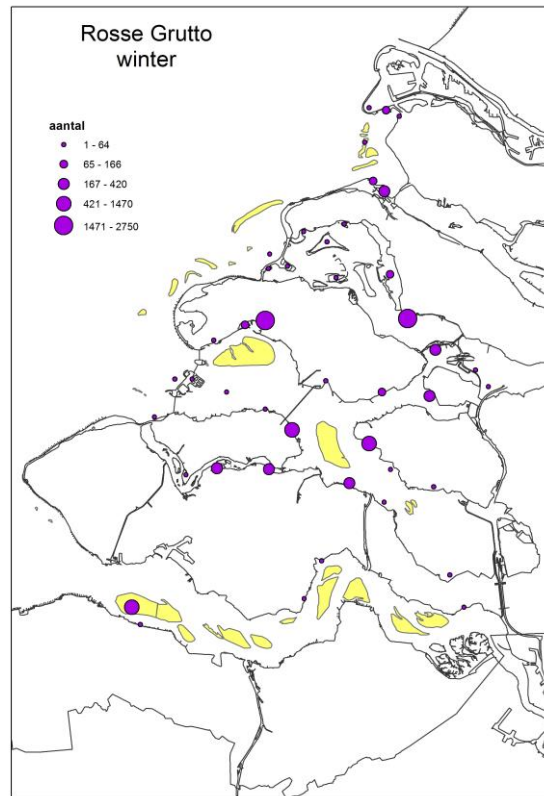 Rosse Grutto
winter
aantal
1 - 64
65 - 166
167 - 420
421 - 1470
1471 - 2750